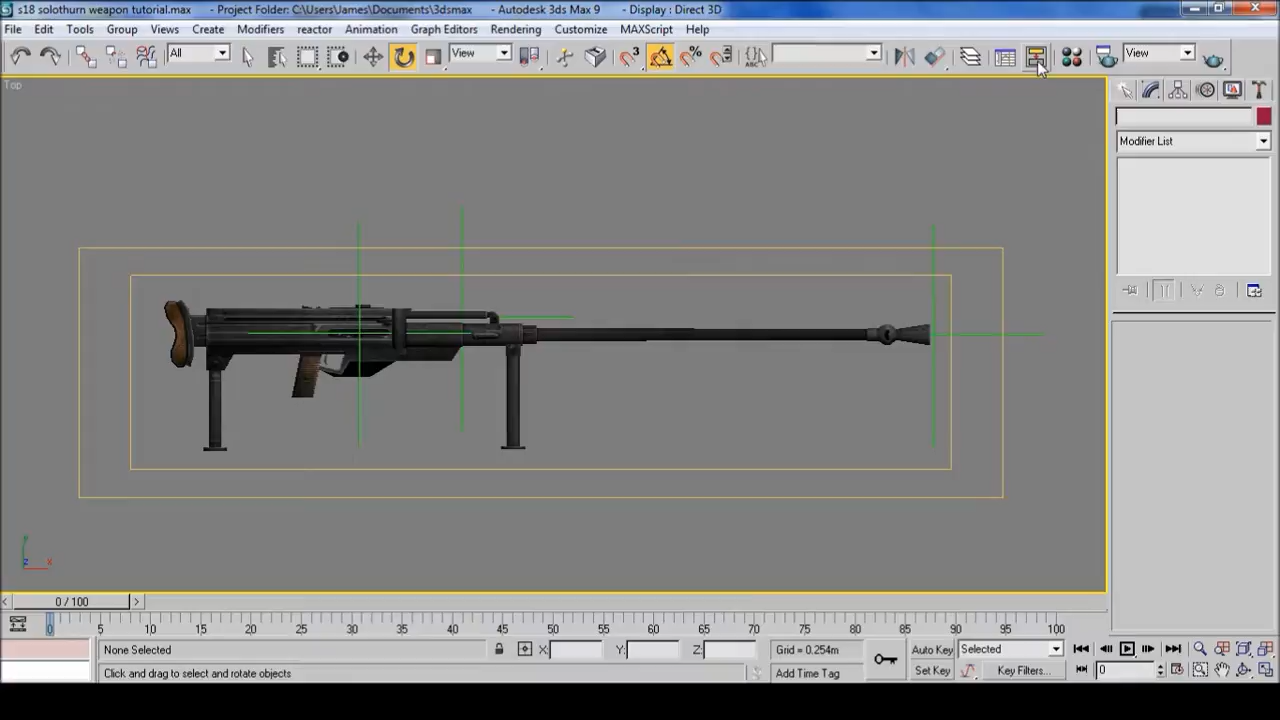 s18 solothurn weapon tutorial.max - Project Folder: C:\Users\James\Documents\3dsmax - Autodesk 3ds Max 9 - Display : Direct 3D
File Edit Tools Group Views Create Modifiers reactor Animation Graph Editors Rendering Customize MAXScript Help
All View View
Top
Modifier List
0 / 100
0 5 10 15 20 25 30 35 40 45 50 55 60 65 70 75 80 85 90 95 100
None Selected X: Y: Z: Grid = 0.254m Auto Key Selected
Click and drag to select and rotate objects Add Time Tag Set Key Key Filters... 0